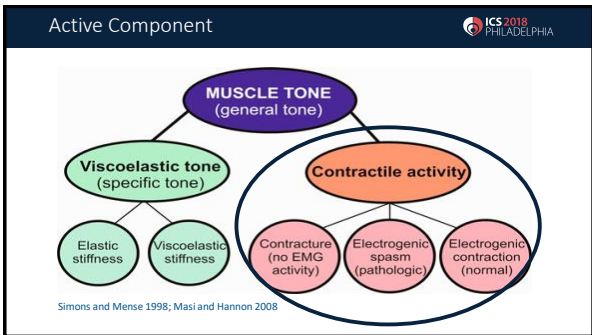 Active Component
ICS 2018
PHILADELPHIA
MUSCLE TONE
(general tone)
Viscoelastic tone
(specific tone)
Contractile activity
Elastic
stiffness
Viscoelastic
stiffness
Contracture
(no EMG
activity)
Electrogenic
spasm
(pathologic)
Electrogenic
contraction
(normal)
Simons and Mense 1998; Masi and Hannon 2008